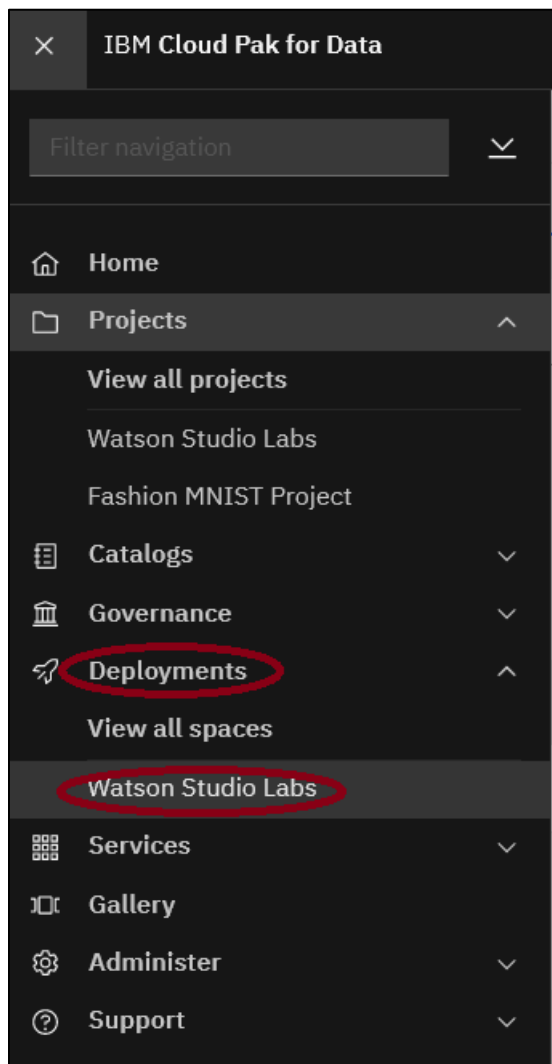 IBM Cloud Pak for Data
Filter navigation
Home
Projects
View all projects
Watson Studio Labs
Fashion MNIST Project
Catalogs
Governance
Deployments
View all spaces
Watson Studio Labs
Services
Gallery
Administer
Support